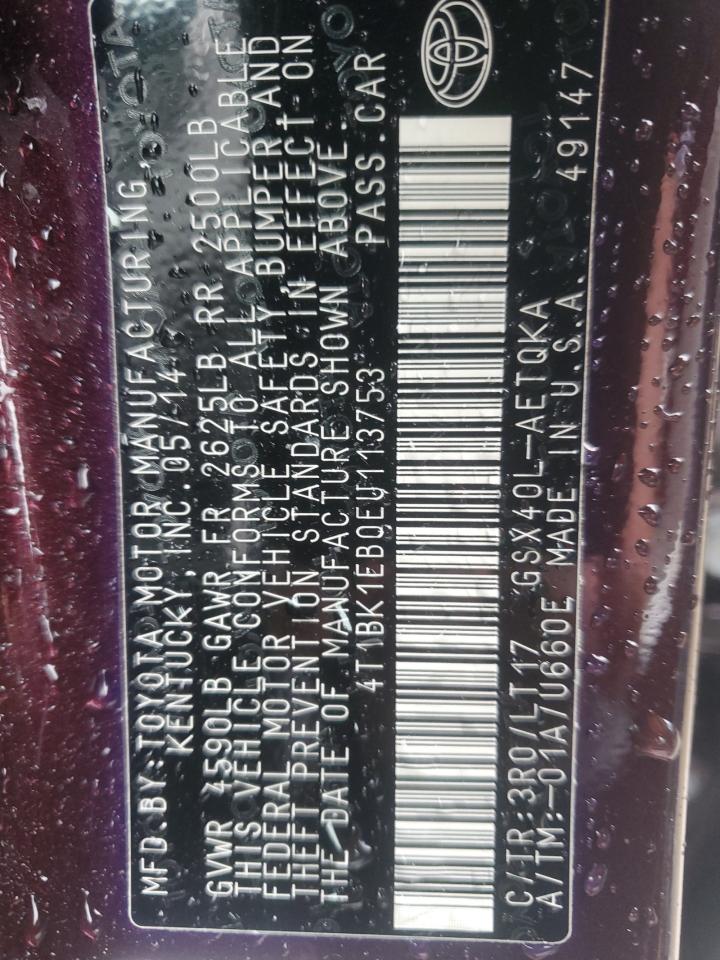 MFD.BY:TOYOTA MOTOR MANUFACTURING
KENTUCKY,INC.05/14
GVWR 4590LB GAWR FR 2625LB RR 2500LB
THIS VEHICLE CONFORMS TO ALL APPLICABLE
FEDERAL MOTOR VEHICLE SAFETY, BUMPER AND
THEFT PREVENTION STANDARDS IN EFFECT ON
THE DATE OF MANUFACTURE SHOWN ABOVE.
4T1BK1EB0EU113753 PASS.CAR
C/TR:3R0/LT17 GSX40L-AETQKA
A/TM:-01A/U660E MADE IN U.S.A. 49147